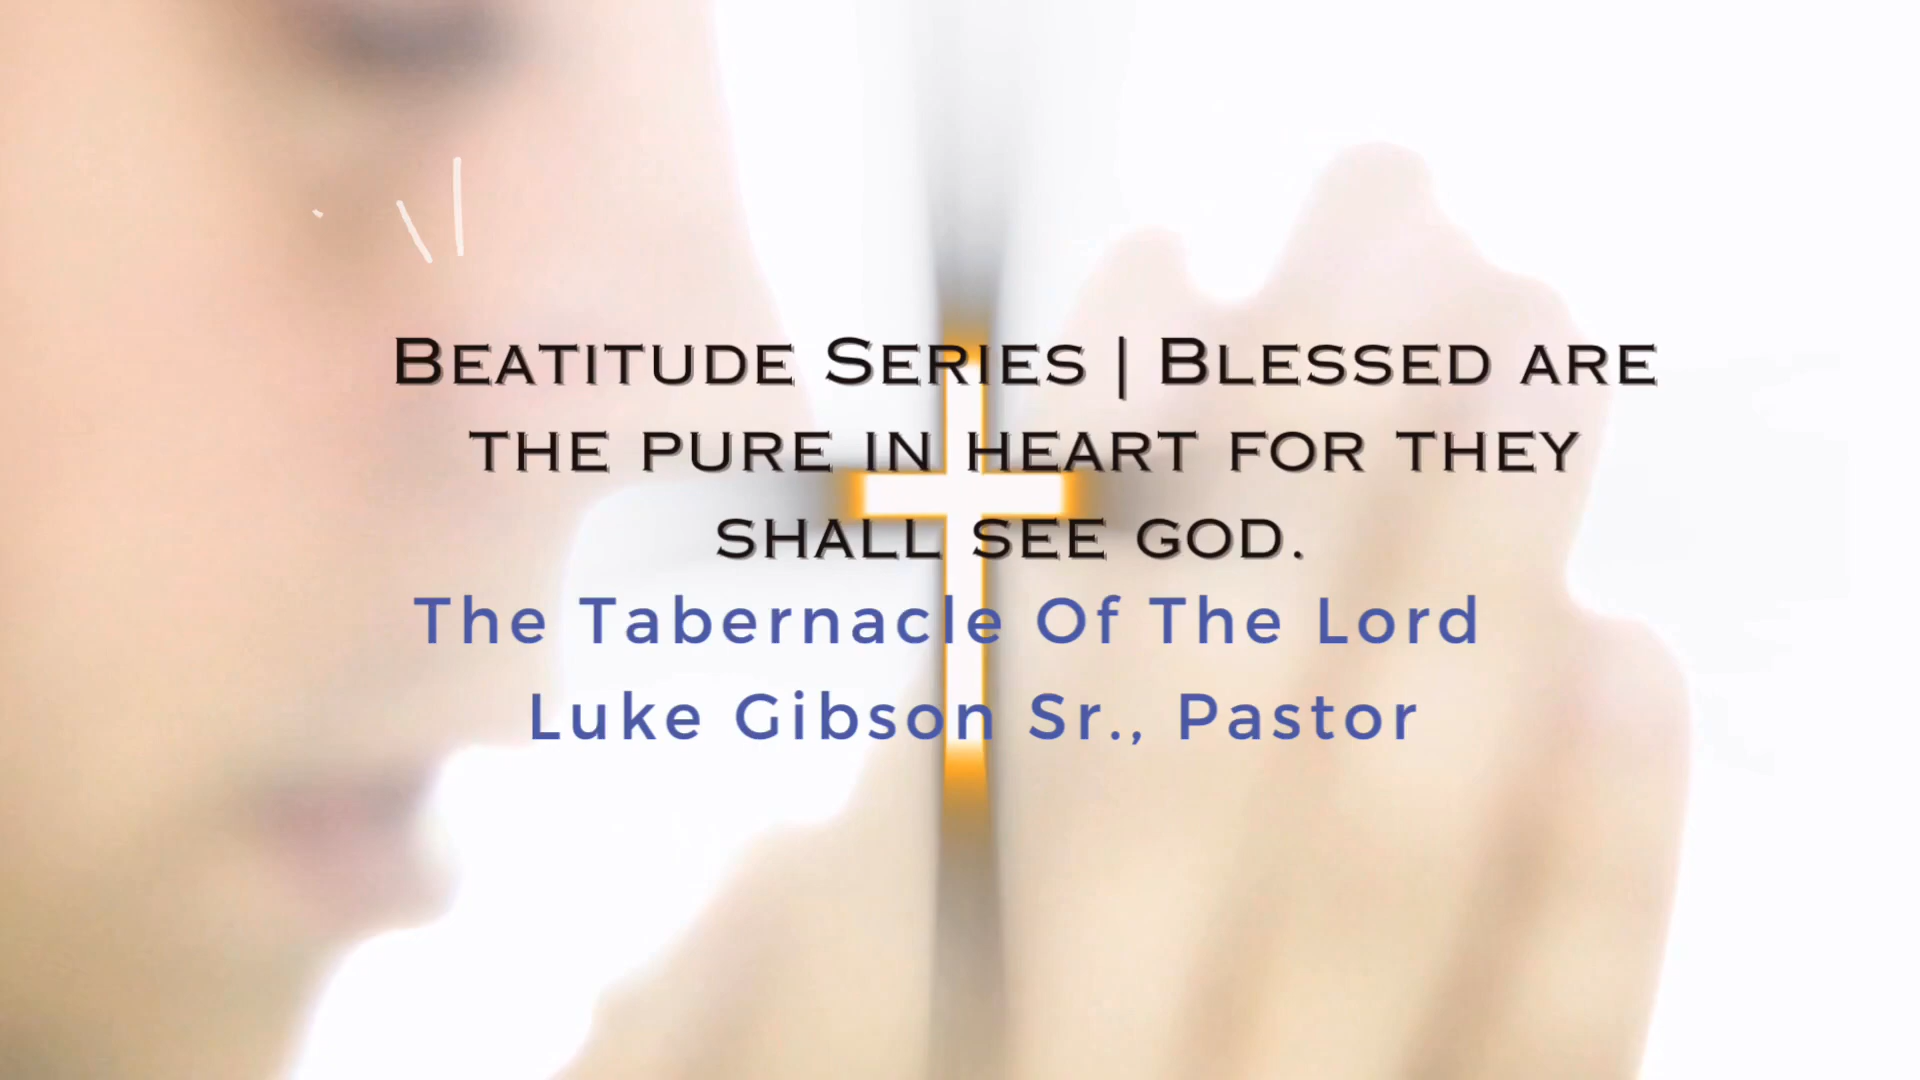 Beatitude Series | Blessed are
the pure in heart for they
shall see god.
The Tabernacle Of The Lord
Luke Gibson Sr., Pastor